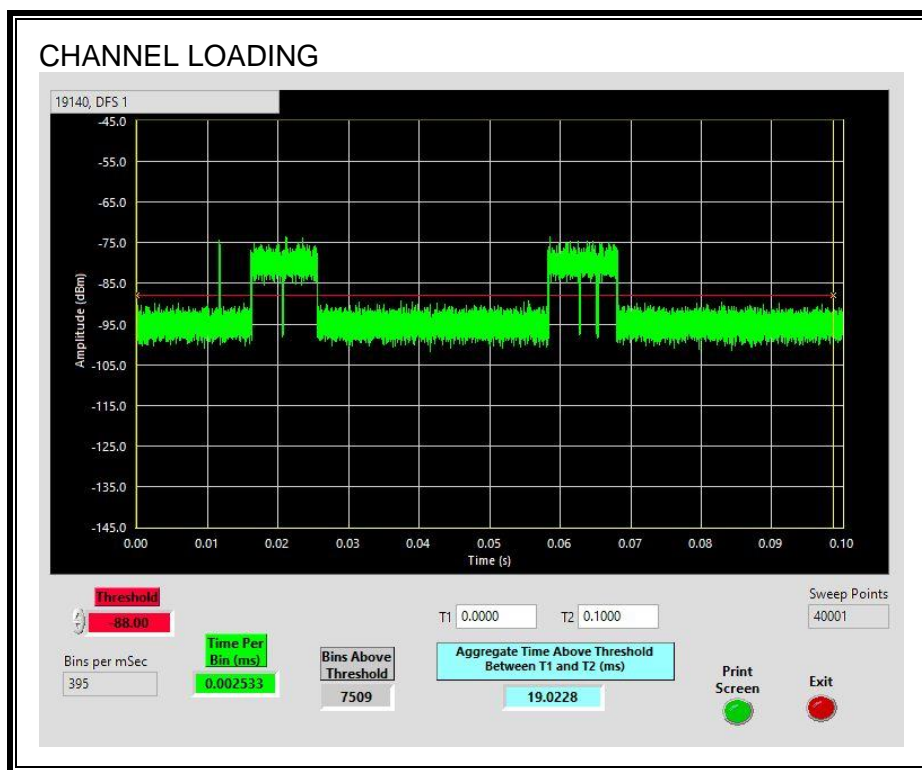 CHANNEL LOADING
19140, DFS 1
-45.0
-55.0
-65.0
-75.0
-85.0
-95.0
-105.0
-115.0
-125.0
-135.0
-145.0
Amplitude (dBm)
0.00 0.01 0.02 0.03 0.04 0.05 0.06 0.07 0.08 0.09 0.10
Time (s)
Threshold
-88.00
T1 0.0000 T2 0.1000
Sweep Points
40001
Bins per mSec
395
Time Per
Bin (ms)
0.002533
Bins Above
Threshold
7509
Aggregate Time Above Threshold
Between T1 and T2 (ms)
19.0228
Print
Screen
Exit